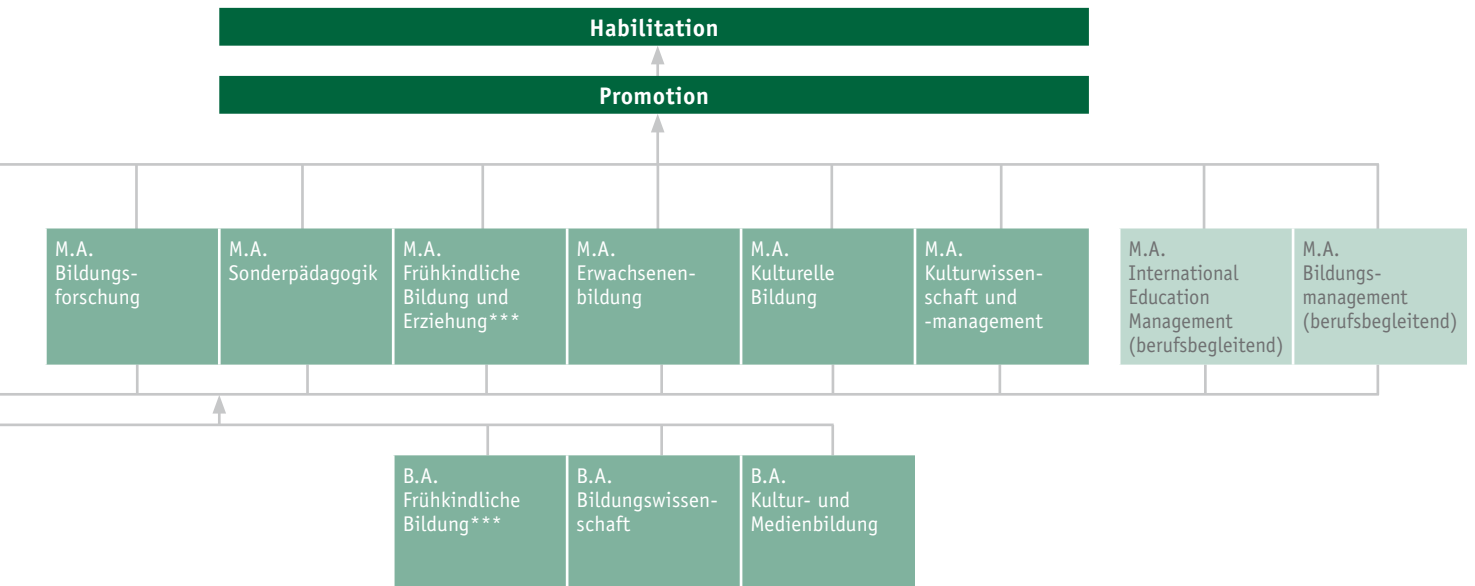 Habilitation
Promotion
M.A.
Bildungs-
forschung
M.A.
Sonderpädagogik
M.A.
Frühkindliche
Bildung und
Erziehung***
M.A.
Erwachsenen-
bildung
M.A.
Kulturelle
Bildung
M.A.
Kulturwissen-
schaft und
-management
M.A.
International
Education
Management
(berufsbegleitend)
M.A.
Bildungs-
management
(berufsbegleitend)
B.A.
Frühkindliche
Bildung***
B.A.
Bildungswissen-
schaft
B.A.
Kultur- und
Medienbildung